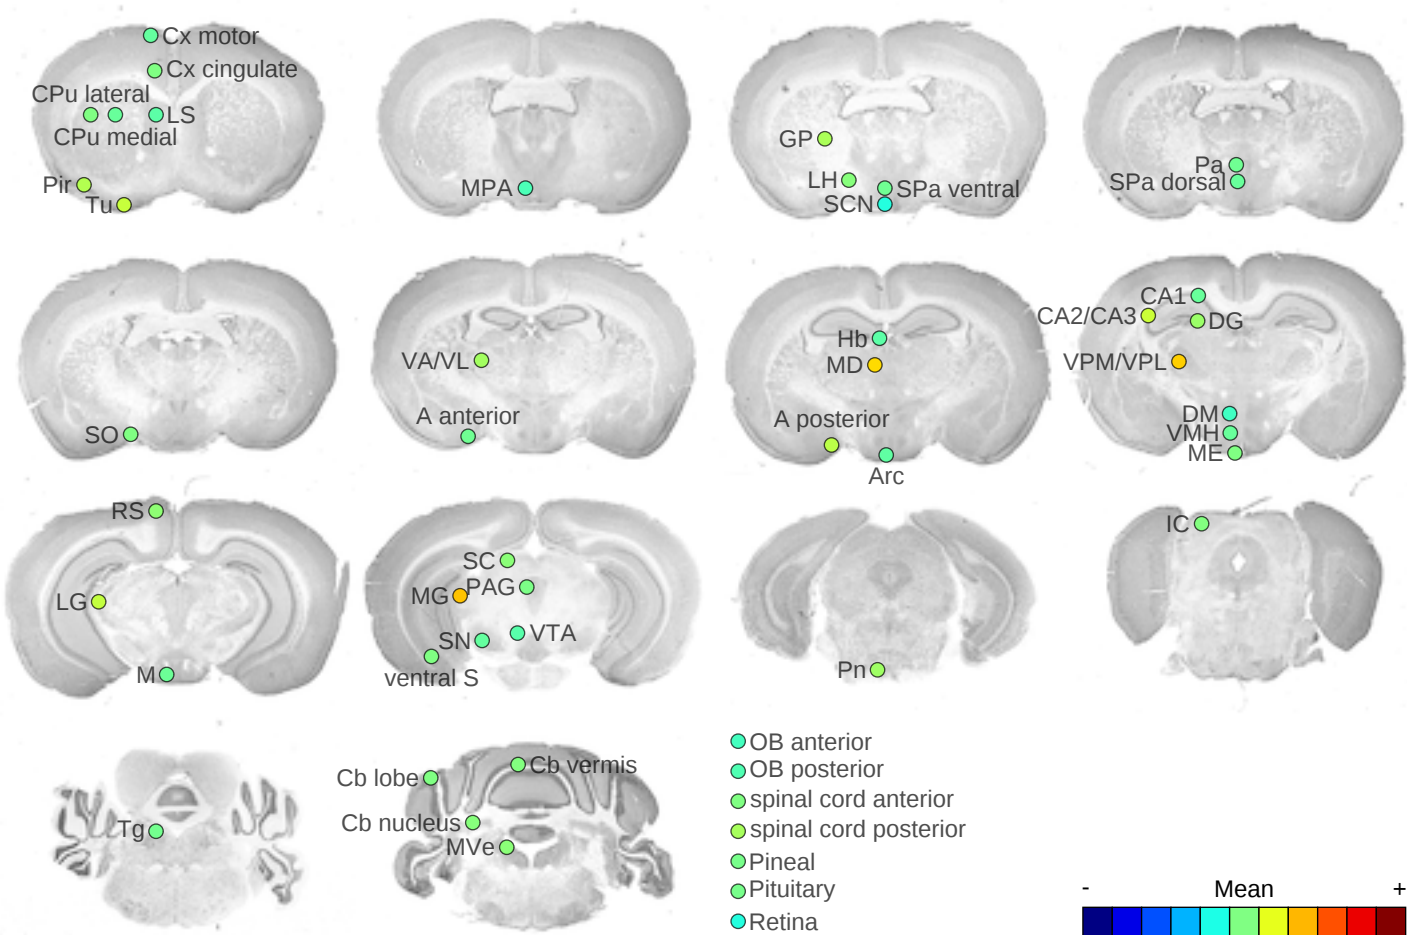 Cx motor
Cx cingulate
CPu lateral
LS
CPu medial
Pir
Tu
MPA
GP
LH
SPa ventral
SCN
Pa
SPa dorsal
SO
VA/VL
A anterior
Hb
MD
A posterior
Arc
CA1
CA2/CA3
DG
VPM/VPL
DM
VMH
ME
RS
LG
M
SC
PAG
MG
SN
VTA
ventral S
Pn
IC
Tg
Cb lobe
Cb vermis
Cb nucleus
MVe
OB anterior
OB posterior
spinal cord anterior
spinal cord posterior
Pineal
Pituitary
Retina
- Mean +